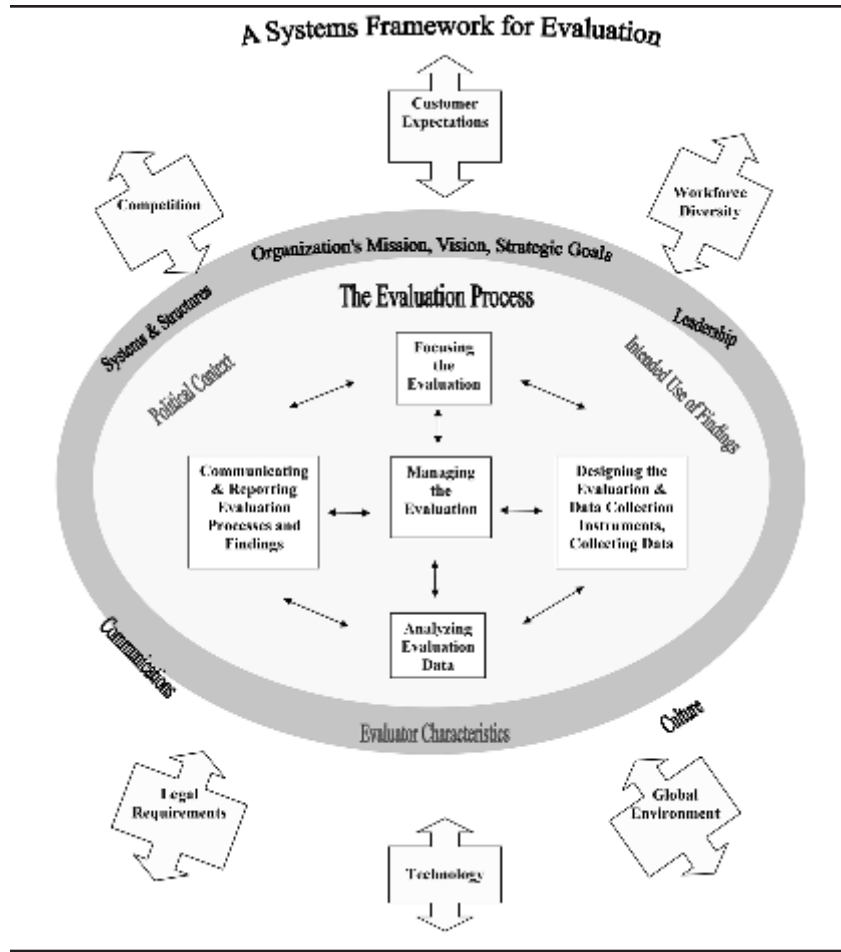 A Systems Framework for Evaluation
Customer
Expectations
Competition
Workforce
Diversity
Organization's Mission, Vision, Strategic Goals
Systems & Structures
Leadership
The Evaluation Process
Political Context
Intended Use of Findings
Focusing
the
Evaluation
Communicating
& Reporting
Evaluation
Processes and
Findings
Managing
the
Evaluation
Designing the
Evaluation &
Data Collection
Instruments,
Collecting Data
Analyzing
Evaluation
Data
Communications
Evaluator Characteristics
Culture
Legal
Requirements
Technology
Global
Environment